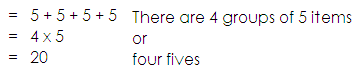 = 5 + 5 + 5 + 5 There are 4 groups of 5 items
= 4 x 5 or
= 20 four fives